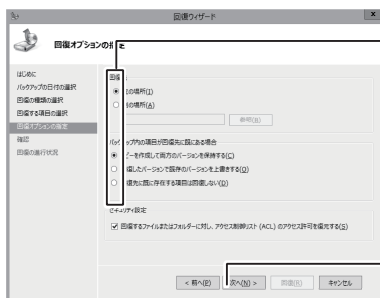 回復ウィザード
回復オプションの指定
はじめに
バックアップの日付の選択
回復の種類の選択
回復する項目の選択
回復オプションの指定
確認
回復の進行状況
の場所(I)
の場所(A)
参照(R)
バックアップ内の項目が回復先に既にある場合
ピーを作成して両方のバージョンを保持する(C)
復したバージョンで既存のバージョンを上書きする(O)
復先に既に存在する項目は回復しない(D)
セキュリティ設定
回復するファイルまたはフォルダーに対し、アクセス制御リスト (ACL) のアクセス許可を復元する(S)
< 前へ(P)
次へ(N) >
回復(R)
キャンセル